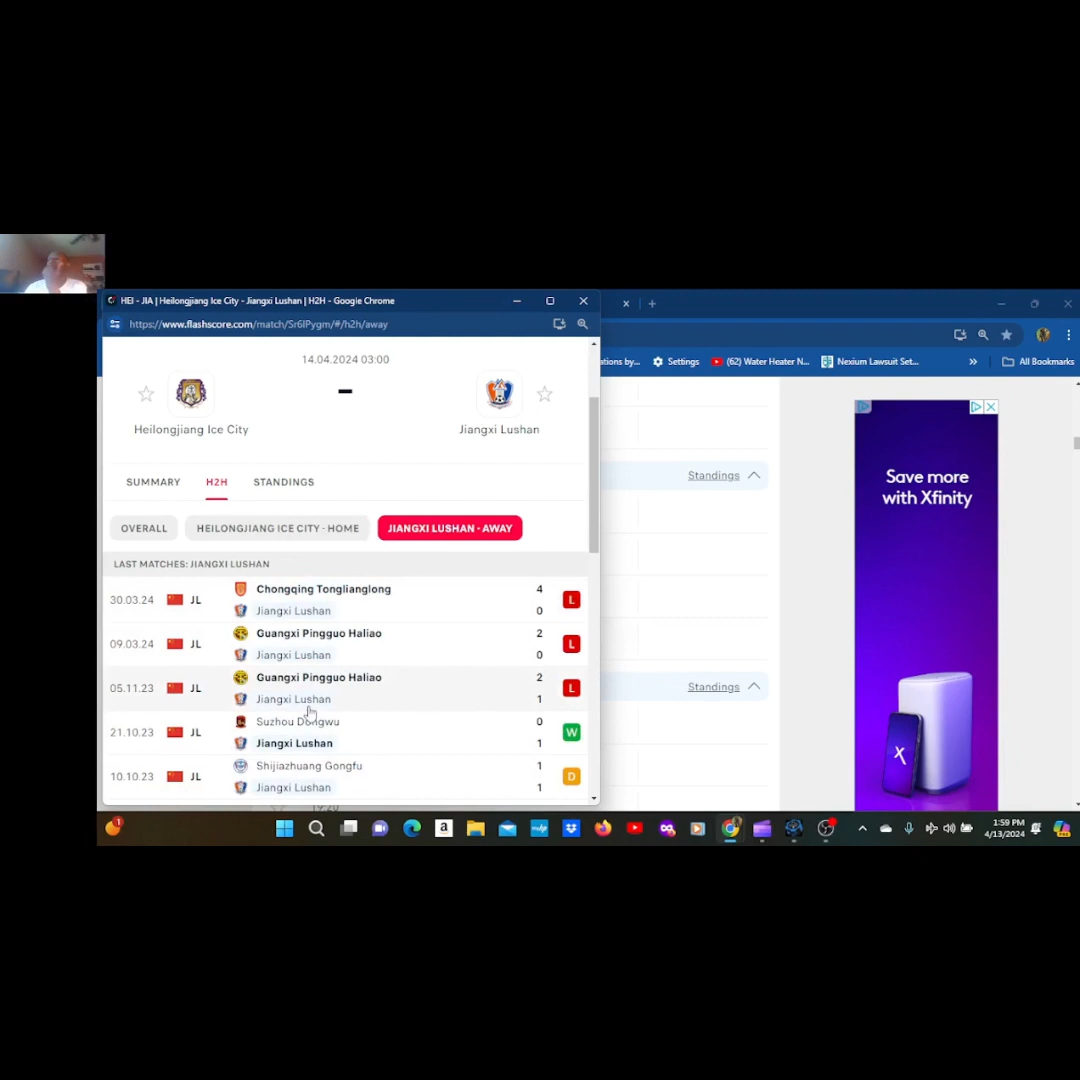 HEI - JIA | Heilongjiang Ice City - Jiangxi Lushan | H2H - Google Chrome
https://www.flashscore.com/match/Sr6lPygm/#/h2h/away
ations by... Settings (62) Water Heater N... Nexium Lawsuit Set... » All Bookmarks
14.04.2024 03:00
-
Heilongjiang Ice City Jiangxi Lushan
SUMMARY H2H STANDINGS
OVERALL HEILONGJIANG ICE CITY - HOME JIANGXI LUSHAN - AWAY
LAST MATCHES: JIANGXI LUSHAN
30.03.24 JL Chongqing Tonglianglong 4 L
Jiangxi Lushan 0
09.03.24 JL Guangxi Pingguo Haliao 2 L
Jiangxi Lushan 0
05.11.23 JL Guangxi Pingguo Haliao 2 L
Jiangxi Lushan 1
21.10.23 JL Suzhou Dongwu 0 W
Jiangxi Lushan 1
10.10.23 JL Shijiazhuang Gongfu 1 D
Jiangxi Lushan 1
19:20
Standings
Standings
Save more
with Xfinity
X
1
a
1:59 PM
4/13/2024